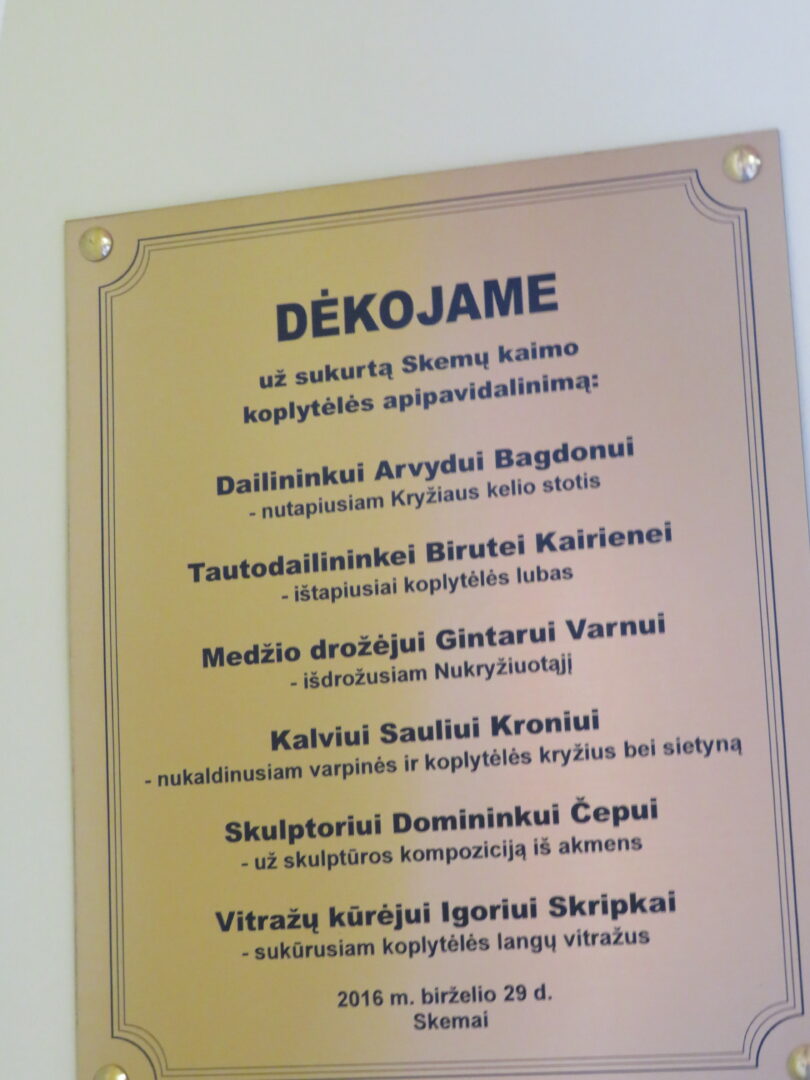 DĖKOJAME
už sukurtą Skemų kaimo
koplytėlės apipavidalinimą:
Dailininkui Arvydui Bagdonui
- nutapiusiam Kryžiaus kelio stotis
Tautodailininkei Birutei Kairienei
- ištapiusiai koplytėlės lubas
Medžio drožėjui Gintarui Varnui
- išdrožusiam Nukryžiuotąjį
Kalviui Sauliui Kroniui
- nukaldinusiam varpinės ir koplytėlės kryžius bei sietyną
Skulptoriui Domininkui Čepui
- už skulptūros kompoziciją iš akmens
Vitražų kūrėjui Igoriui Skripkai
- sukūrusiam koplytėlės langų vitražus
2016 m. birželio 29 d.
Skemai